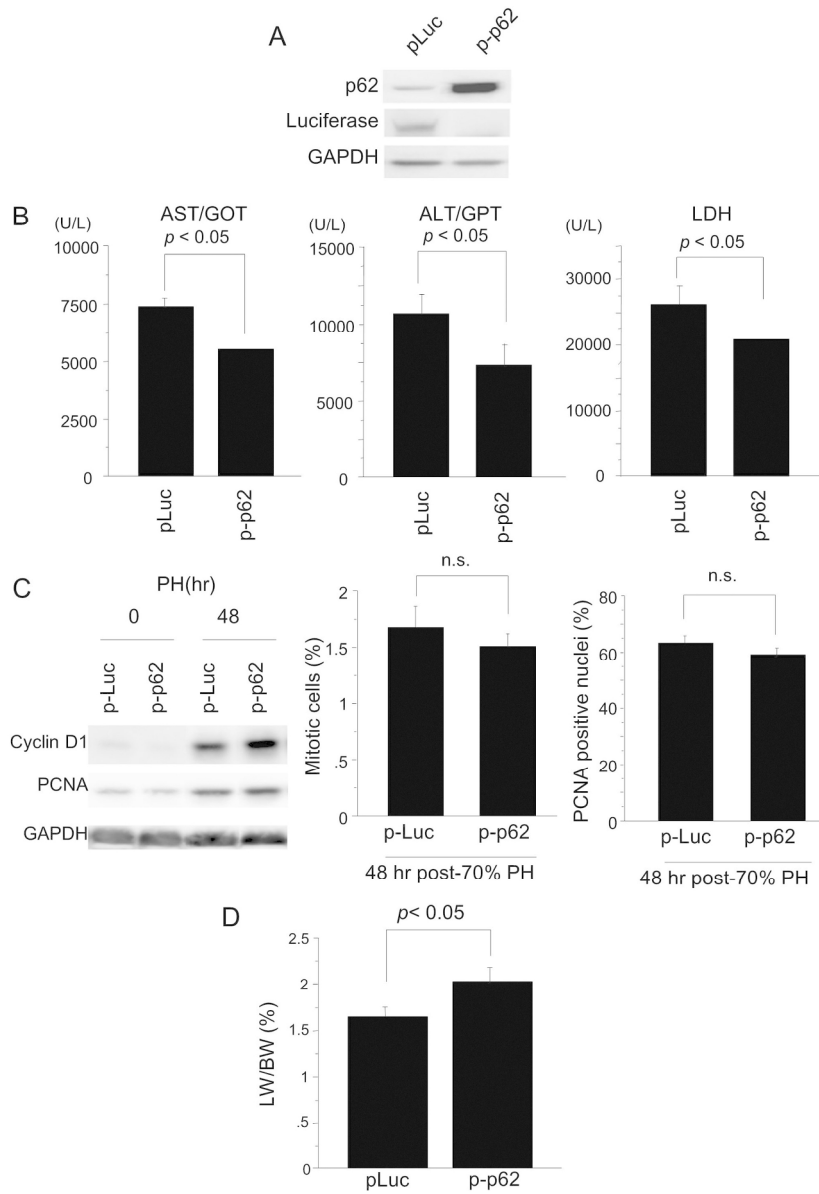 A
pLuc
p-p62
p62
Luciferase
GAPDH
B
AST/GOT
(U/L)
p < 0.05
10000
7500
5000
2500
0
pLuc
p-p62
ALT/GPT
(U/L)
p < 0.05
15000
10000
5000
0
pLuc
p-p62
LDH
(U/L)
p < 0.05
30000
20000
10000
0
pLuc
p-p62
C
PH(hr)
0 48
p-Luc p-p62 p-Luc p-p62
Cyclin D1
PCNA
GAPDH
n.s.
Mitotic cells (%)
2
1.5
1
.5
0
p-Luc p-p62
48 hr post-70% PH
n.s.
PCNA positive nuclei (%)
80
60
40
20
0
p-Luc p-p62
48 hr post-70% PH
D
p< 0.05
LW/BW (%)
2.5
2
1.5
1
.5
0
pLuc p-p62